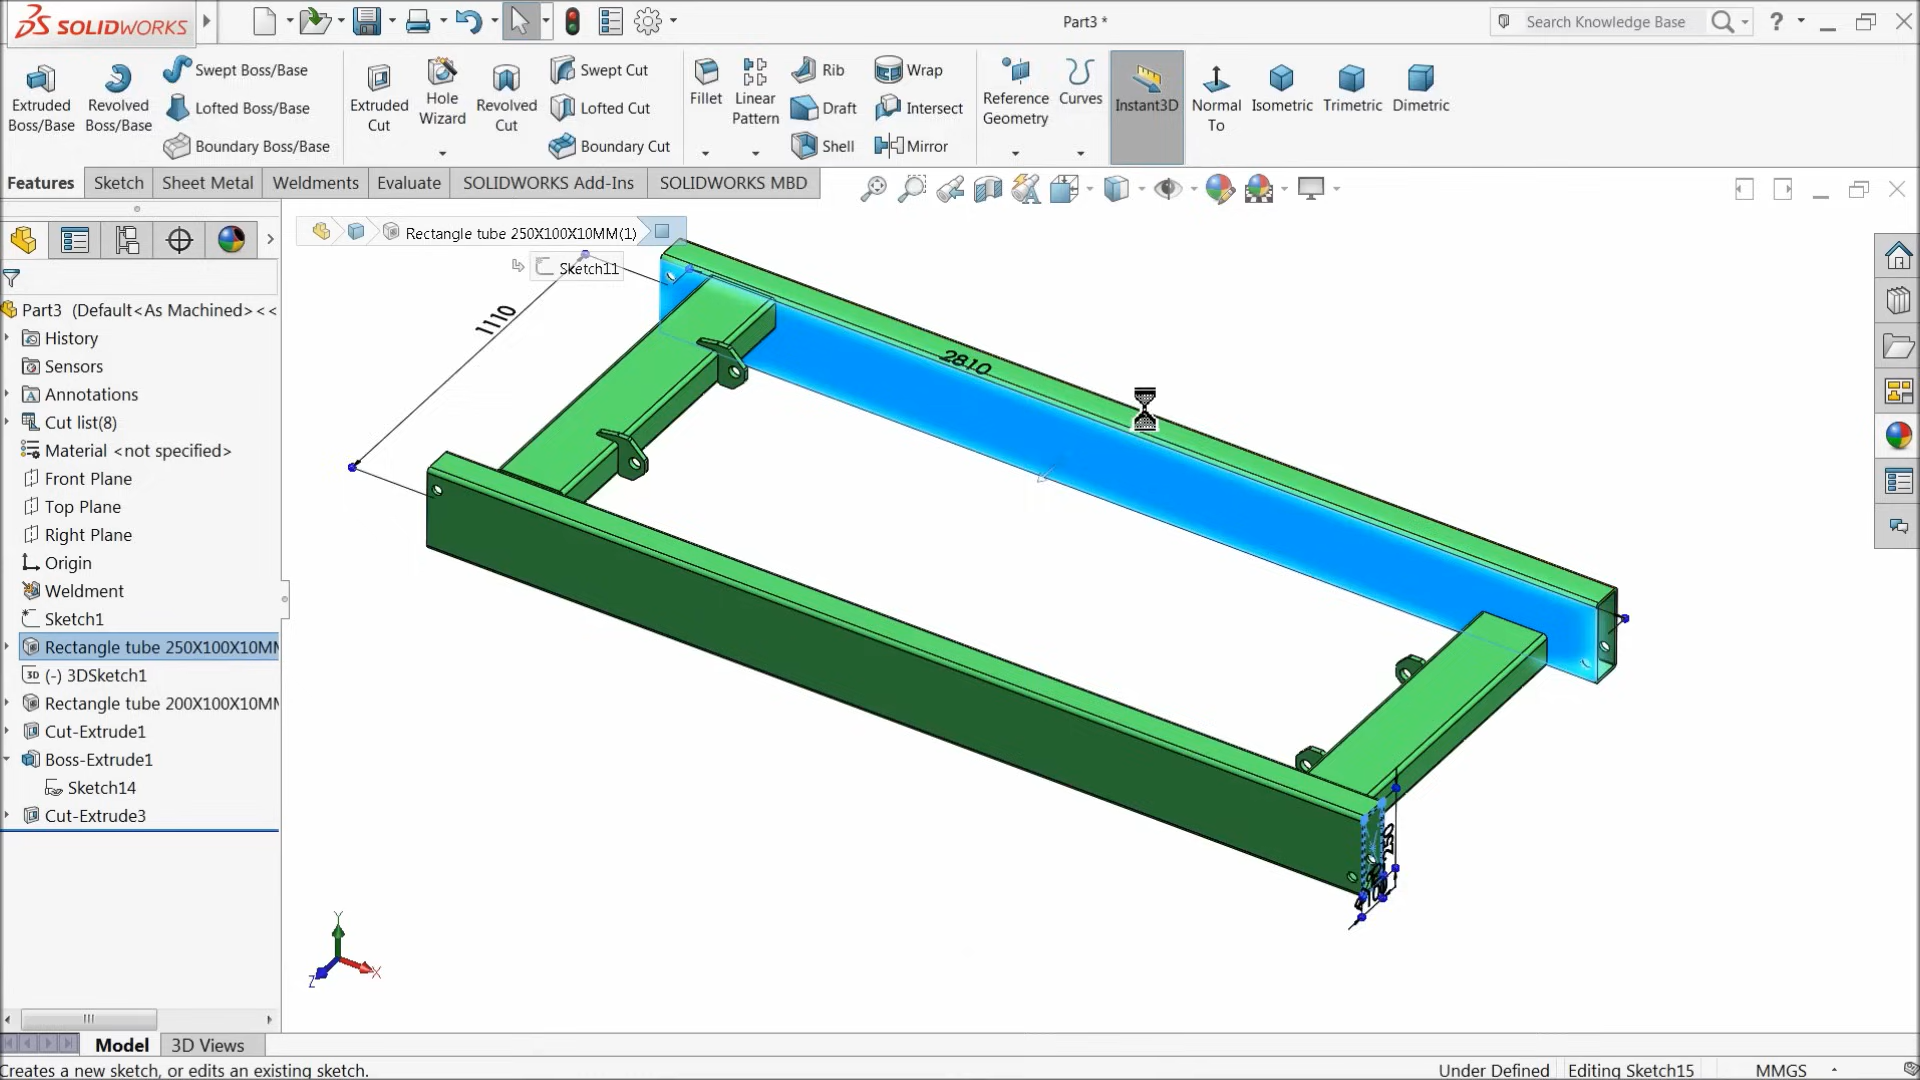 SOLIDWORKS
Part3 *
Search Knowledge Base
?
Extruded Boss/Base
Revolved Boss/Base
Swept Boss/Base
Lofted Boss/Base
Boundary Boss/Base
Extruded Cut
Hole Wizard
Revolved Cut
Swept Cut
Lofted Cut
Boundary Cut
Fillet
Linear Pattern
Rib
Draft
Shell
Wrap
Intersect
Mirror
Reference Geometry
Curves
Instant3D
Normal To
Isometric
Trimetric
Dimetric
Features
Sketch
Sheet Metal
Weldments
Evaluate
SOLIDWORKS Add-Ins
SOLIDWORKS MBD
Rectangle tube 250X100X10MM(1)
Sketch11
Part3 (Default<As Machined><<
History
Sensors
Annotations
Cut list(8)
Material <not specified>
Front Plane
Top Plane
Right Plane
Origin
Weldment
Sketch1
Rectangle tube 250X100X10MM
3D (-) 3DSketch1
Rectangle tube 200X100X10MM
Cut-Extrude1
Boss-Extrude1
Sketch14
Cut-Extrude3
1110
2810
250
Y
X
Z
Model
3D Views
Creates a new sketch, or edits an existing sketch.
Under Defined
Editing Sketch15
MMGS